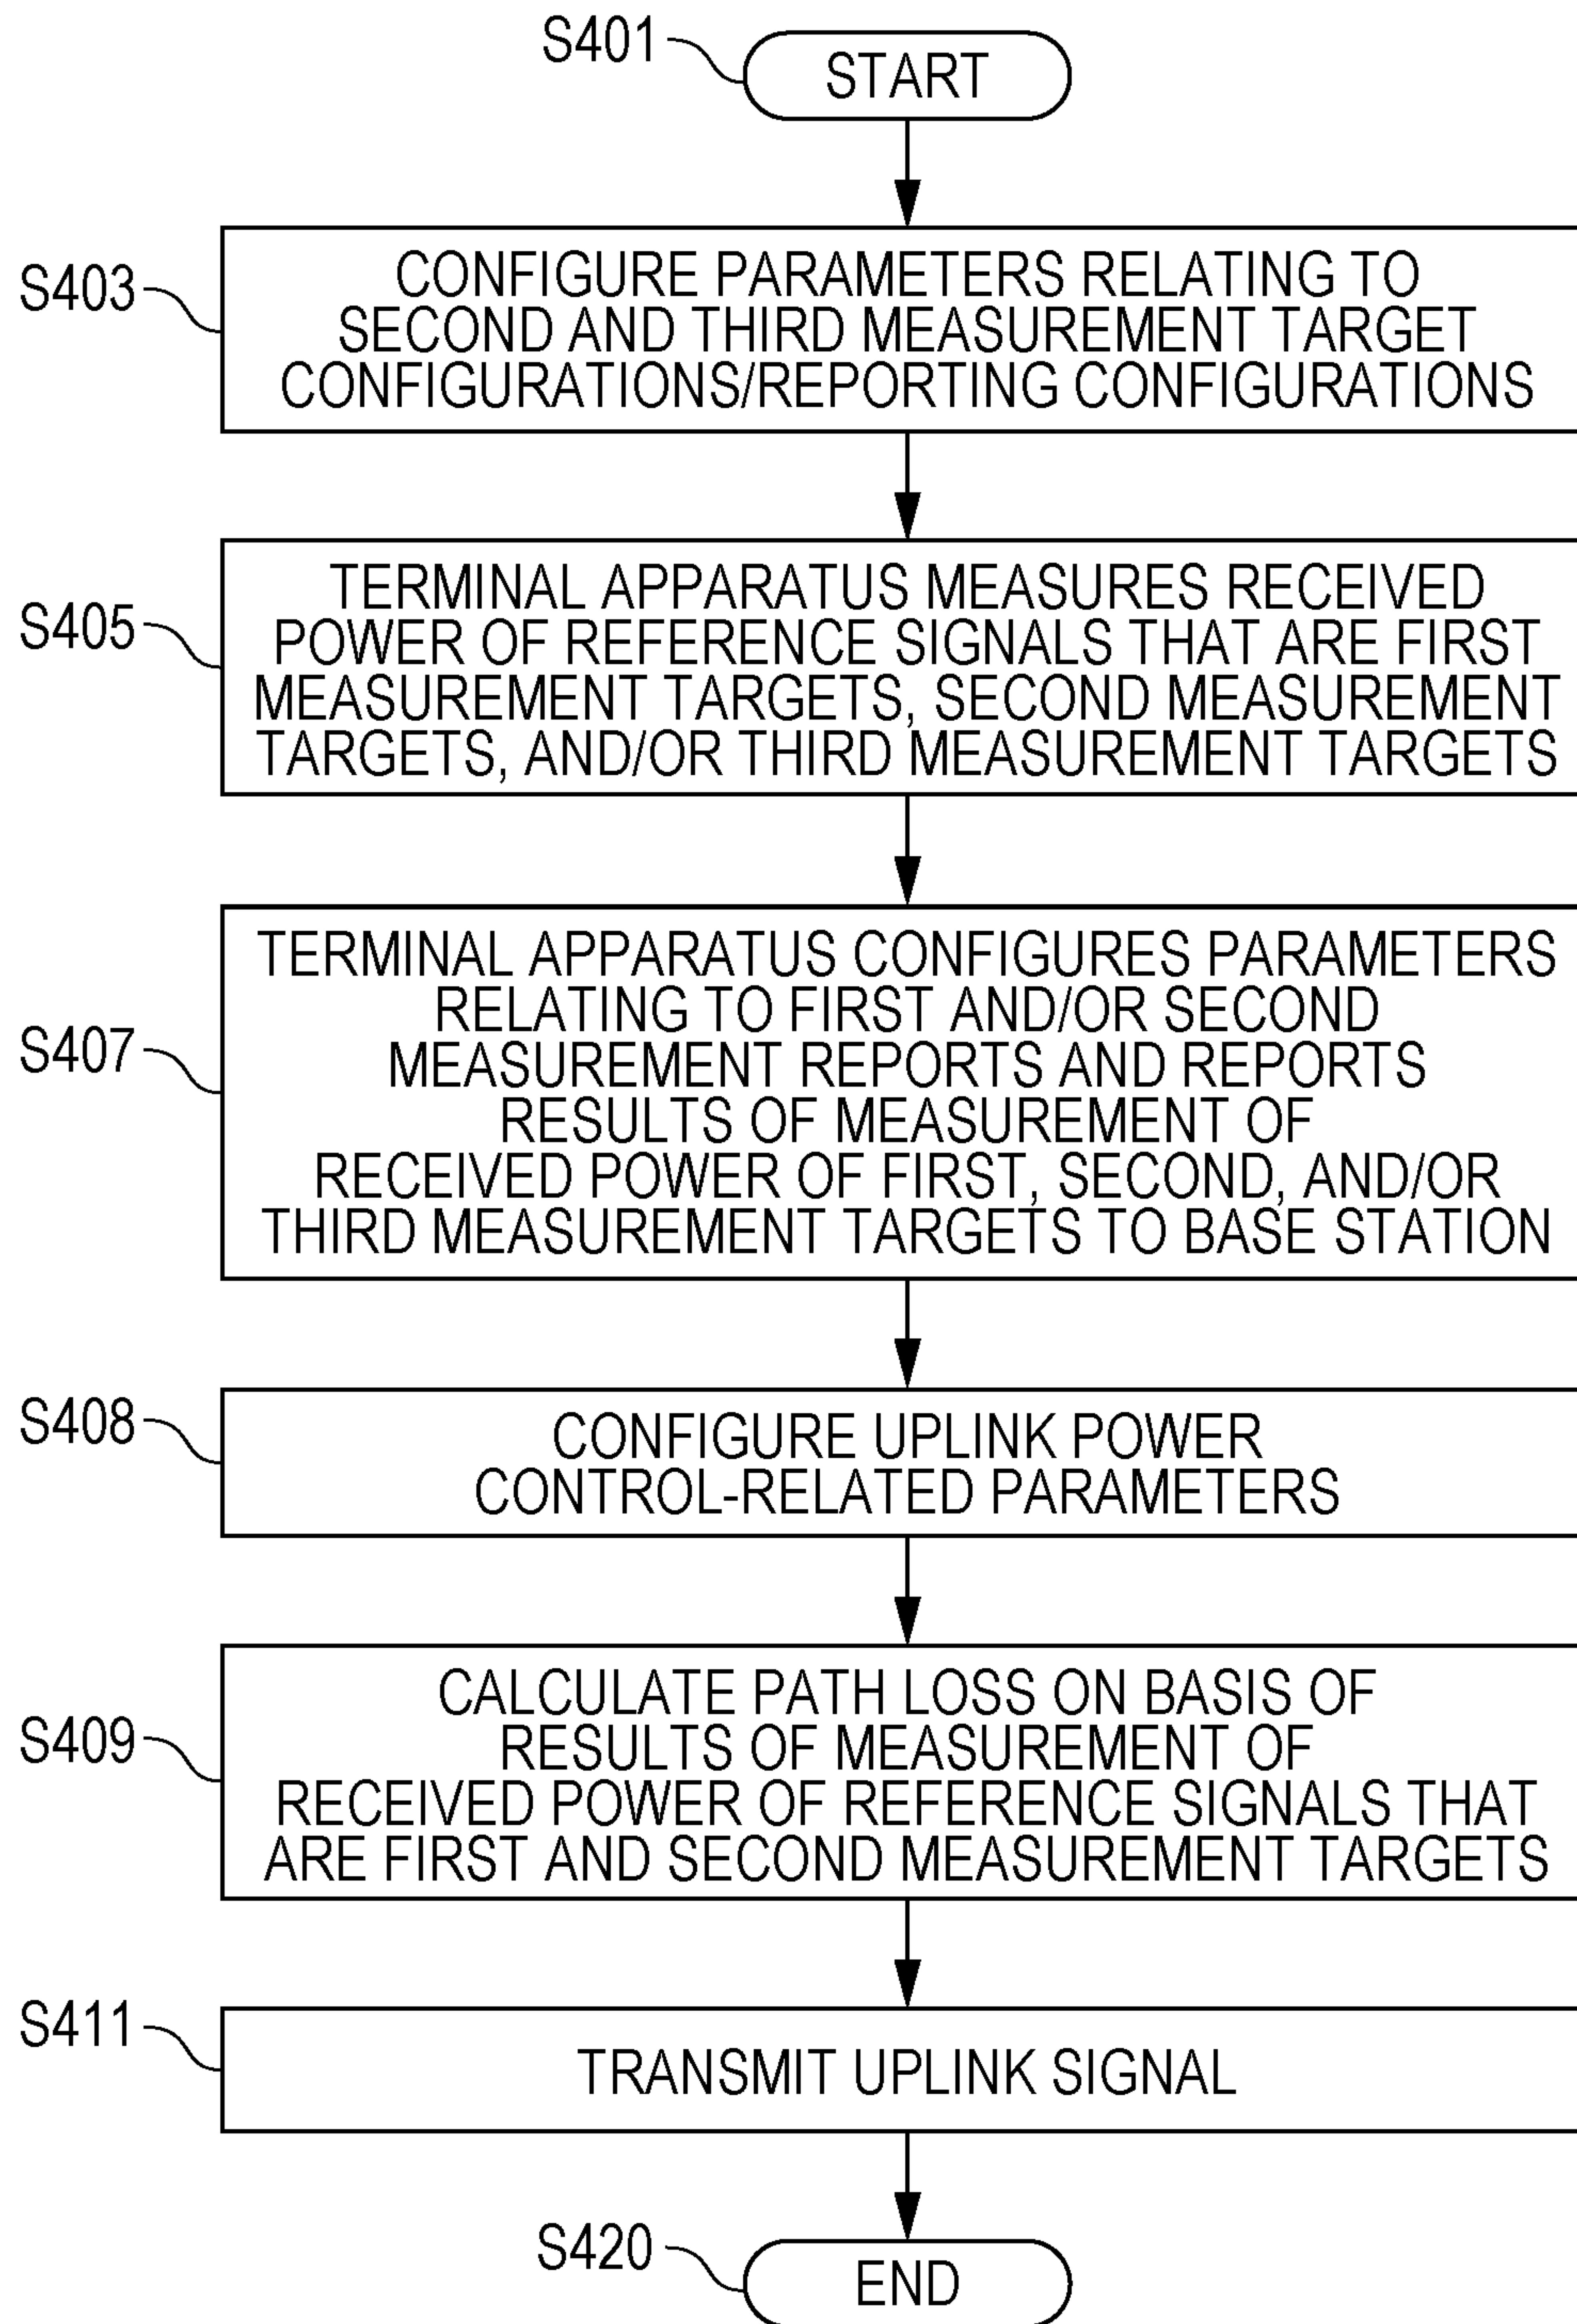 S401
START
S403
CONFIGURE PARAMETERS RELATING TO
SECOND AND THIRD MEASUREMENT TARGET
CONFIGURATIONS/REPORTING CONFIGURATIONS
S405
TERMINAL APPARATUS MEASURES RECEIVED
POWER OF REFERENCE SIGNALS THAT ARE FIRST
MEASUREMENT TARGETS, SECOND MEASUREMENT
TARGETS, AND/OR THIRD MEASUREMENT TARGETS
S407
TERMINAL APPARATUS CONFIGURES PARAMETERS
RELATING TO FIRST AND/OR SECOND
MEASUREMENT REPORTS AND REPORTS
RESULTS OF MEASUREMENT OF
RECEIVED POWER OF FIRST, SECOND, AND/OR
THIRD MEASUREMENT TARGETS TO BASE STATION
S408
CONFIGURE UPLINK POWER
CONTROL-RELATED PARAMETERS
S409
CALCULATE PATH LOSS ON BASIS OF
RESULTS OF MEASUREMENT OF
RECEIVED POWER OF REFERENCE SIGNALS THAT
ARE FIRST AND SECOND MEASUREMENT TARGETS
S411
TRANSMIT UPLINK SIGNAL
S420
END